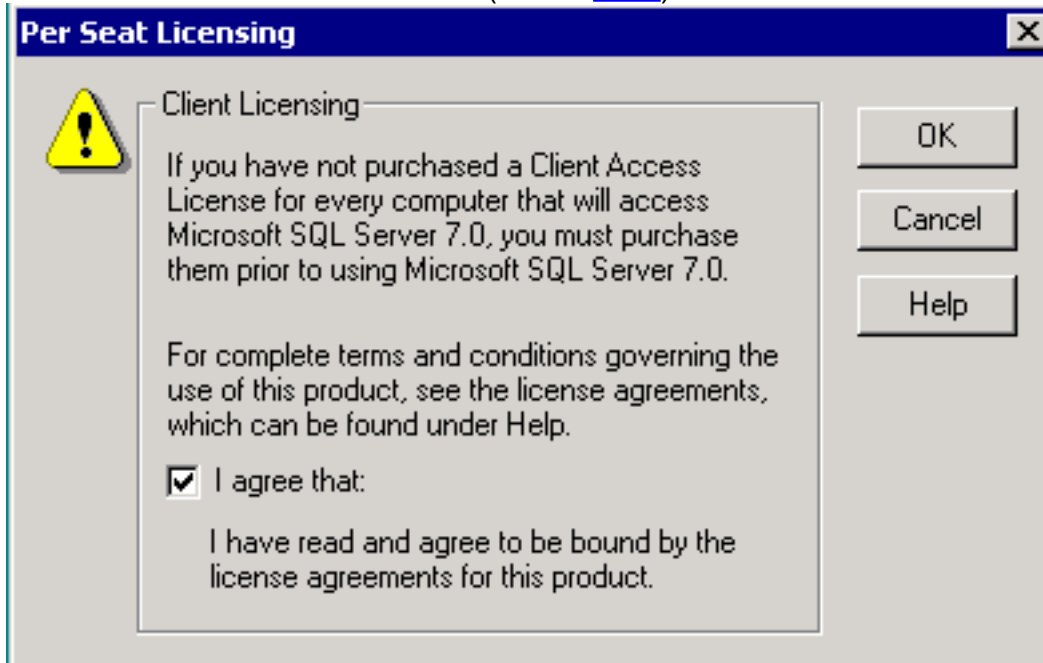 Per Seat Licensing
Client Licensing
If you have not purchased a Client Access
License for every computer that will access
Microsoft SQL Server 7.0, you must purchase
them prior to using Microsoft SQL Server 7.0.
For complete terms and conditions governing the
use of this product, see the license agreements,
which can be found under Help.
I agree that:
I have read and agree to be bound by the
license agreements for this product.
OK
Cancel
Help